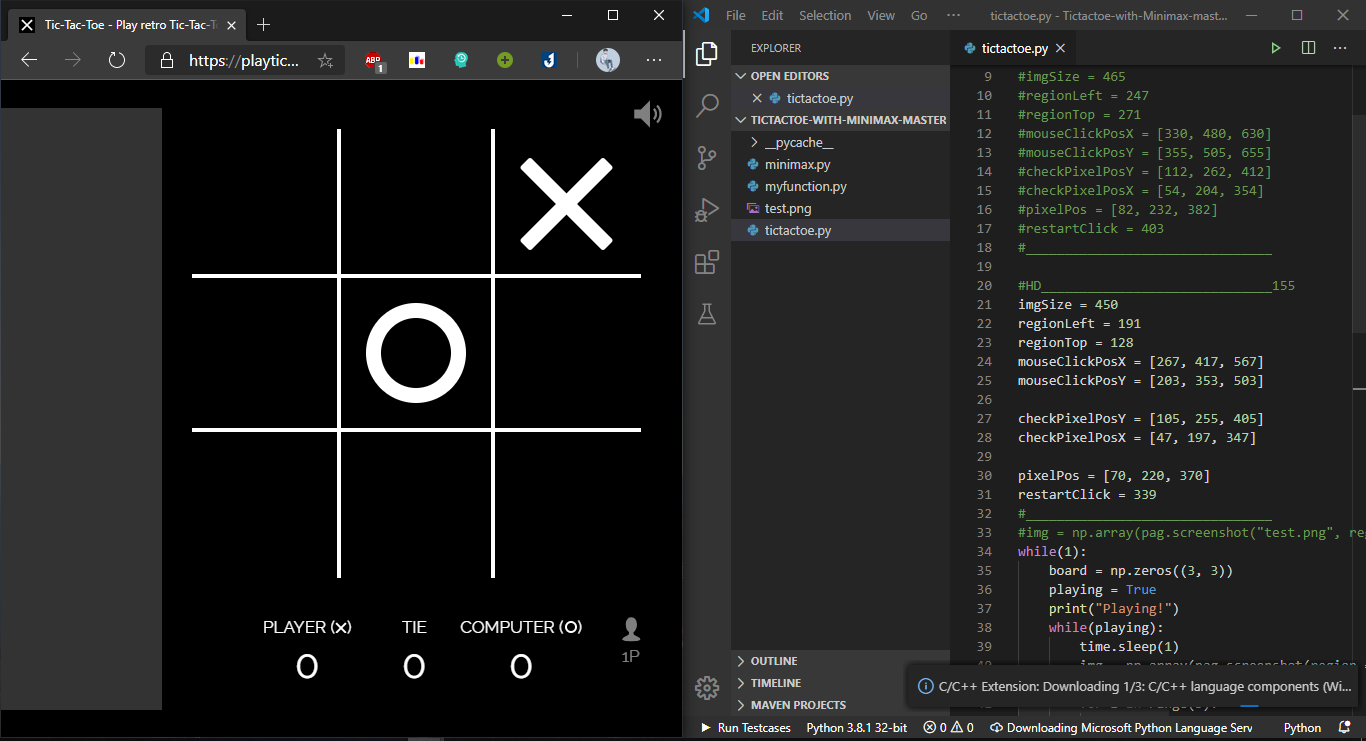 Tic-Tac-Toe - Play retro Tic-Tac-T
https://playtic...
ABP
1
PLAYER (X) TIE COMPUTER (O)
0 0 0
1P
File Edit Selection View Go ··· tictactoe.py - Tictactoe-with-Minimax-mast...
EXPLORER
OPEN EDITORS
tictactoe.py
TICTACTOE-WITH-MINIMAX-MASTER
__pycache__
minimax.py
myfunction.py
test.png
tictactoe.py
OUTLINE
TIMELINE
MAVEN PROJECTS
tictactoe.py
9 #imgSize = 465
10 #regionLeft = 247
11 #regionTop = 271
12 #mouseClickPosX = [330, 480, 630]
13 #mouseClickPosY = [355, 505, 655]
14 #checkPixelPosY = [112, 262, 412]
15 #checkPixelPosX = [54, 204, 354]
16 #pixelPos = [82, 232, 382]
17 #restartClick = 403
18 #________________________________
19
20 #HD______________________________155
21 imgSize = 450
22 regionLeft = 191
23 regionTop = 128
24 mouseClickPosX = [267, 417, 567]
25 mouseClickPosY = [203, 353, 503]
26
27 checkPixelPosY = [105, 255, 405]
28 checkPixelPosX = [47, 197, 347]
29
30 pixelPos = [70, 220, 370]
31 restartClick = 339
32 #________________________________
33 #img = np.array(pag.screenshot("test.png", re
34 while(1):
35 board = np.zeros((3, 3))
36 playing = True
37 print("Playing!")
38 while(playing):
39 time.sleep(1)
C/C++ Extension: Downloading 1/3: C/C++ language components (Wi...
Run Testcases Python 3.8.1 32-bit 0 0 Downloading Microsoft Python Language Serv Python